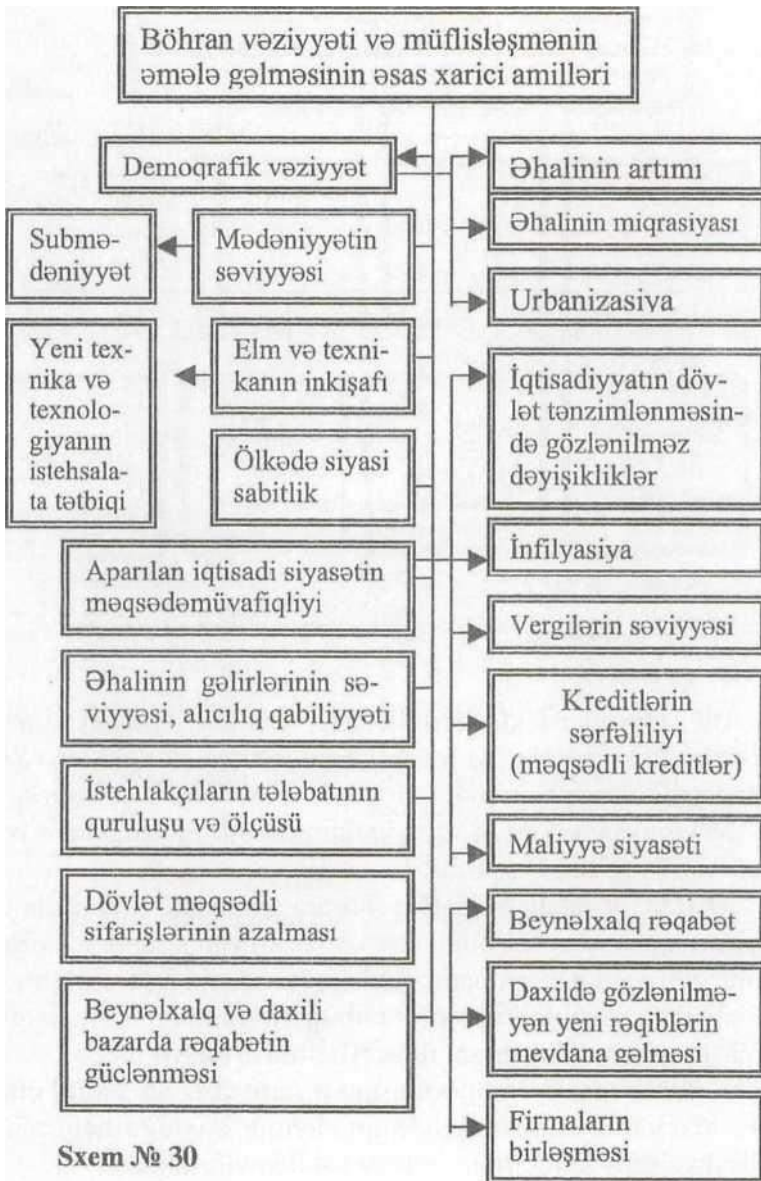 Böhran vəziyyəti və müflisləşmənin
əmələ gəlməsinin əsas xarici amilləri
Demoqrafik vəziyyət
Əhalinin artımı
Əhalinin miqrasiyası
Urbanizasiva
Submə-
dəniyyət
Mədəniyyətin
səviyyəsi
Yeni tex-
nika və
texnolo-
giyanın
istehsala-
ta tətbiqi
Elm və texni-
kanın inkişafı
Ölkədə siyasi
sabitlik
İqtisadiyyatın döv-
lət tənzimlənməsin-
də gözlənilməz
dəyişikliklər
Aparılan iqtisadi siyasətin
məqsədəmüvafiqliyi
İnfilyasiya
Vergilərin səviyyəsi
Əhalinin gəlirlərinin sə-
viyyəsi, alıcılıq qabiliyyəti
Kreditlərin
sərfəliliyi
(məqsədli kreditlər)
İstehlakçıların tələbatının
quruluşu və ölçüsü
Maliyyə siyasəti
Dövlət məqsədli
sifarişlərinin azalması
Beynəlxalq rəqabət
Beynəlxalq və daxili
bazarda rəqabətin
güclənməsi
Daxildə gözlənilmə-
yən yeni rəqiblərin
mevdana gəlməsi
Firmaların
birləşməsi
Sxem № 30